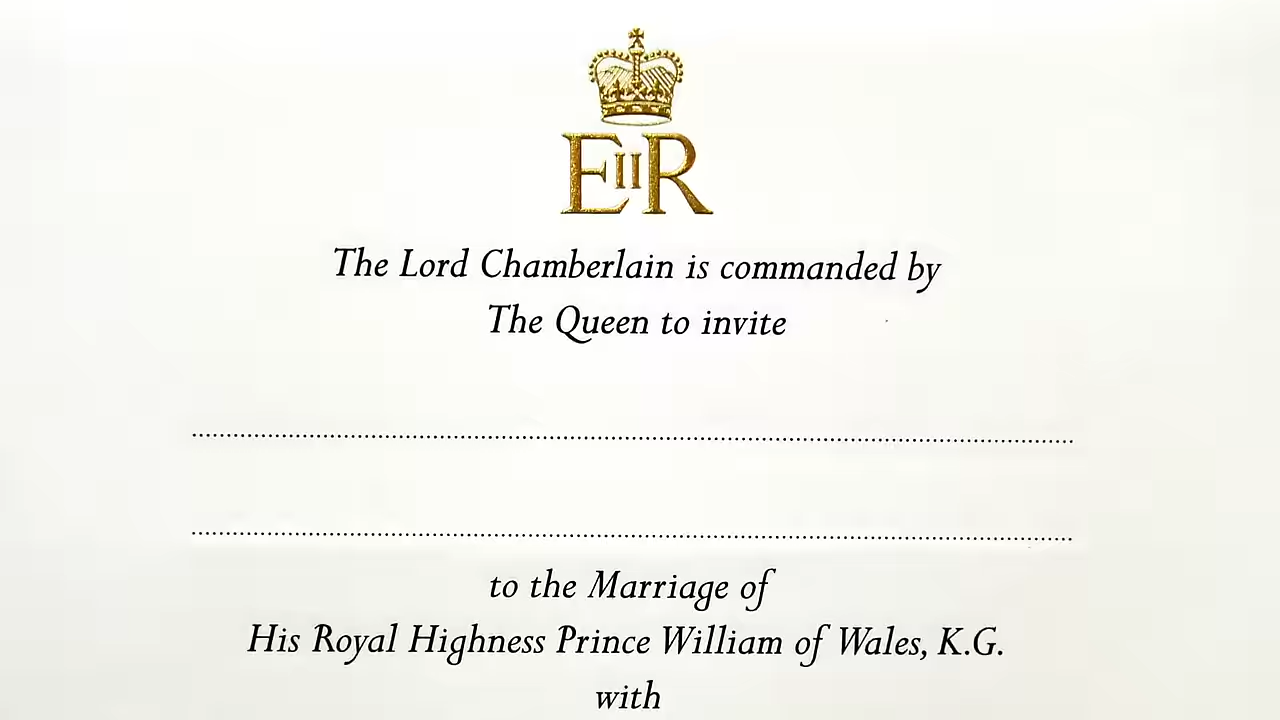 EIIR
The Lord Chamberlain is commanded by
The Queen to invite
to the Marriage of
His Royal Highness Prince William of Wales, K.G.
with